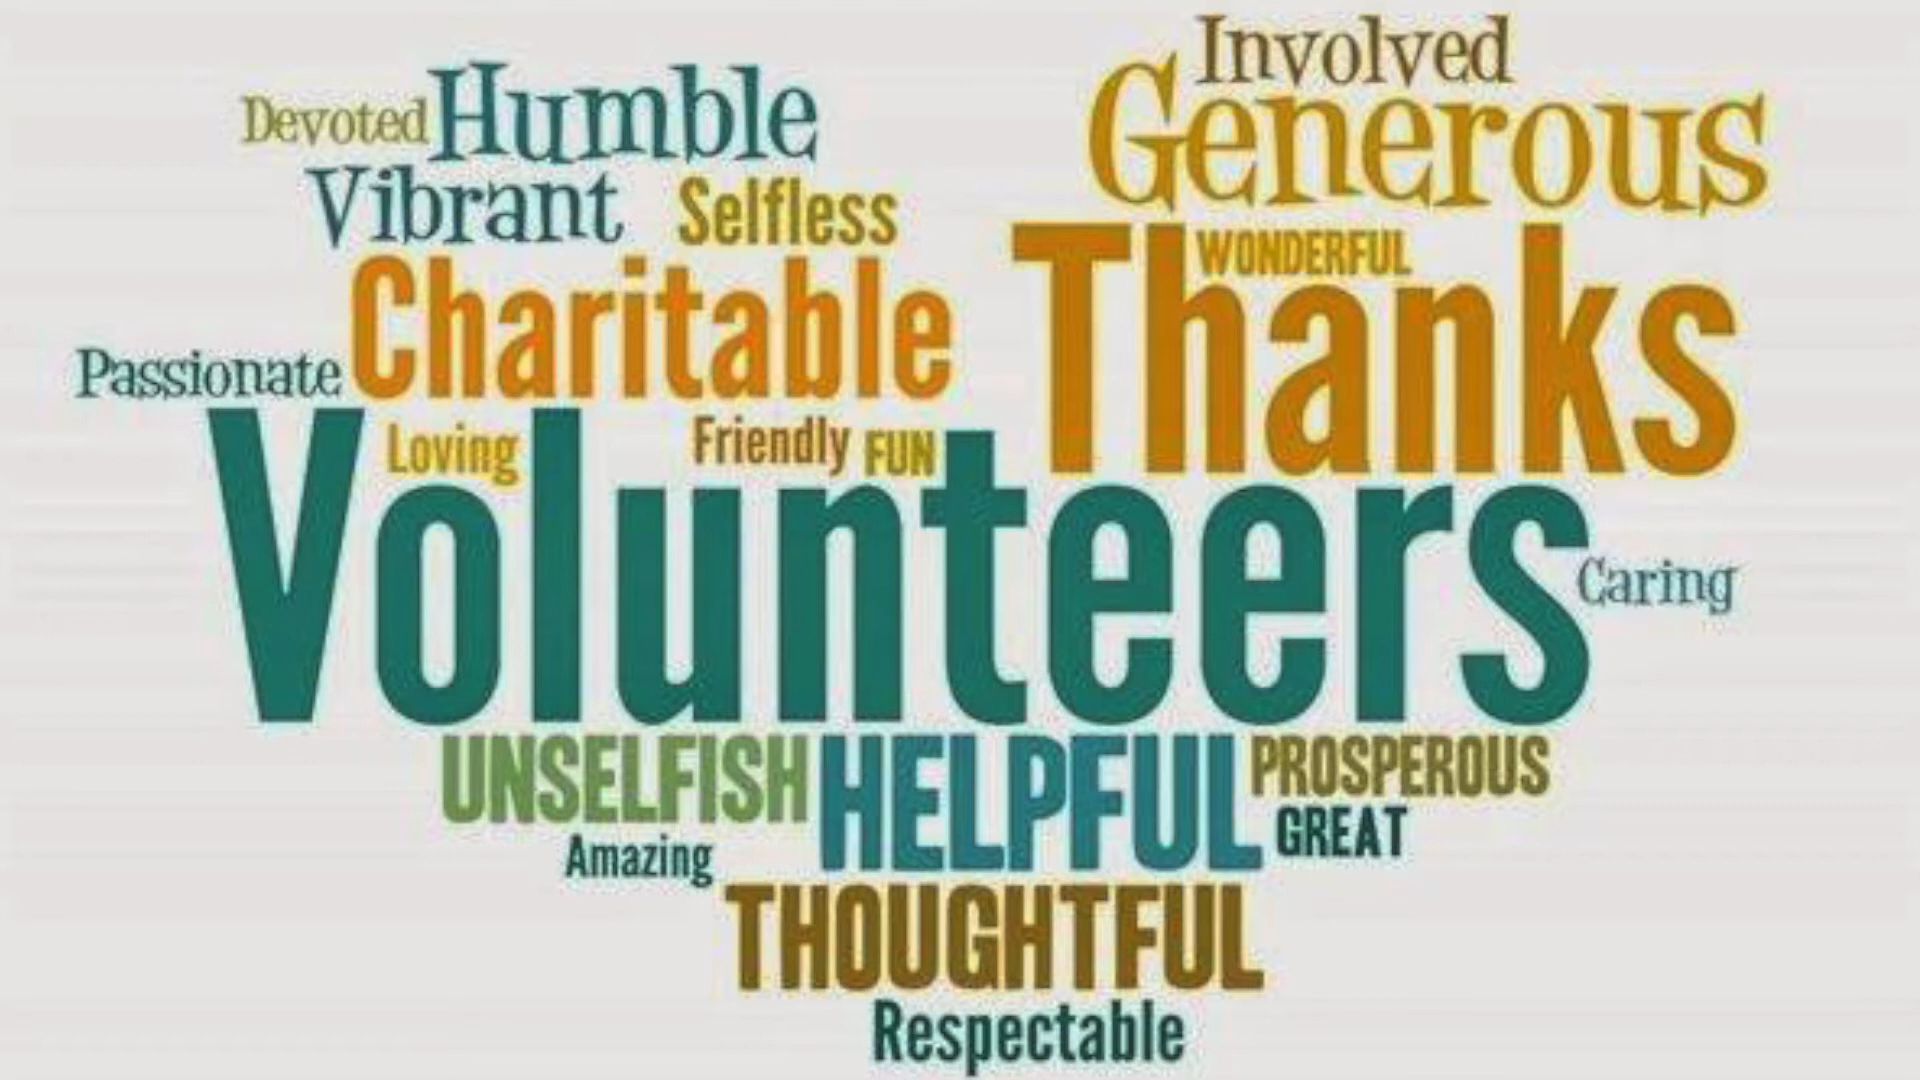 Involved
Devoted Humble Generous
Vibrant Selfless
WONDERFUL
Charitable Thanks
Passionate
Loving Friendly FUN
Volunteers
Caring
UNSELFISH HELPFUL PROSPEROUS
GREAT
Amazing
THOUGHTFUL
Respectable